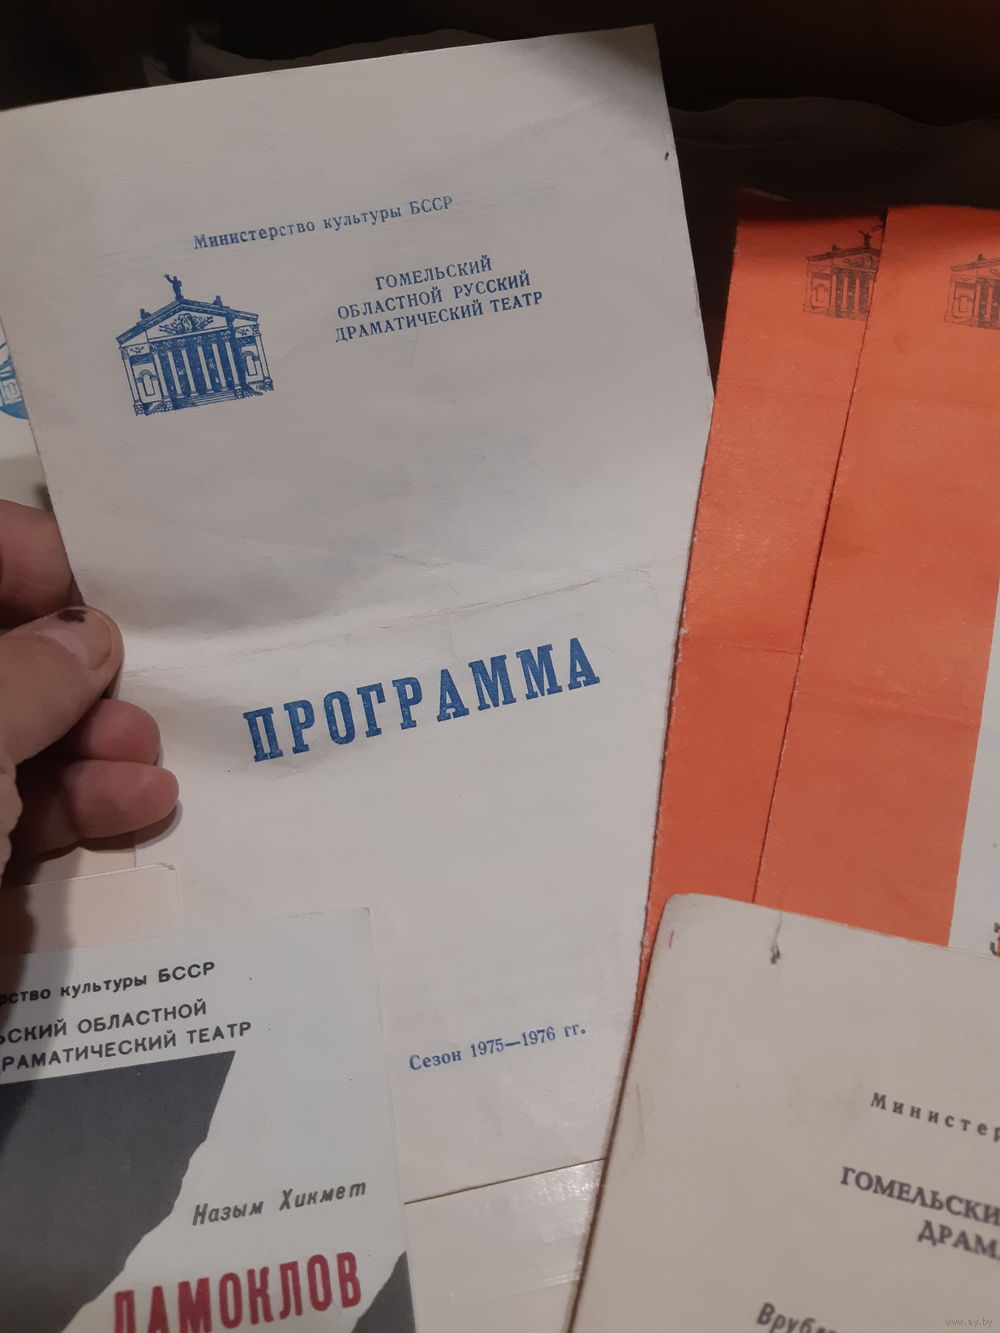 Министерство культуры БССР
ГОМЕЛЬСКИЙ
ОБЛАСТНОЙ РУССКИЙ
ДРАМАТИЧЕСКИЙ ТЕАТР
ПРОГРАММА
Сезон 1975—1976 гг.
рство культуры БССР
ЬСКИЙ ОБЛАСТНОЙ
РАМАТИЧЕСКИЙ ТЕАТР
Назым Хикмет
ДАМОКЛОВ
Министер
ГОМЕЛЬСКИ
ДРАМ
www.ay.by